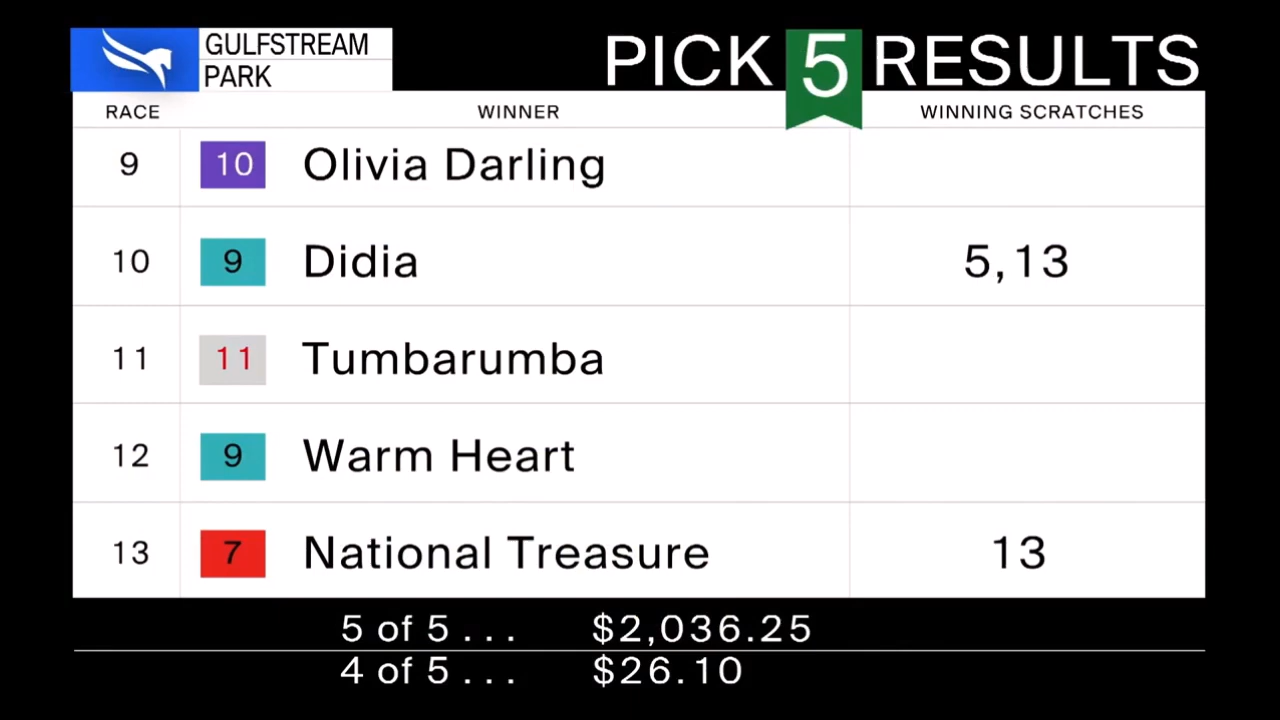 GULFSTREAM
PARK
PICK 5 RESULTS
RACE WINNER WINNING SCRATCHES
9 10 Olivia Darling
10 9 Didia 5,13
11 11 Tumbarumba
12 9 Warm Heart
13 7 National Treasure 13
5 of 5 . . . $2,036.25
4 of 5 . . . $26.10